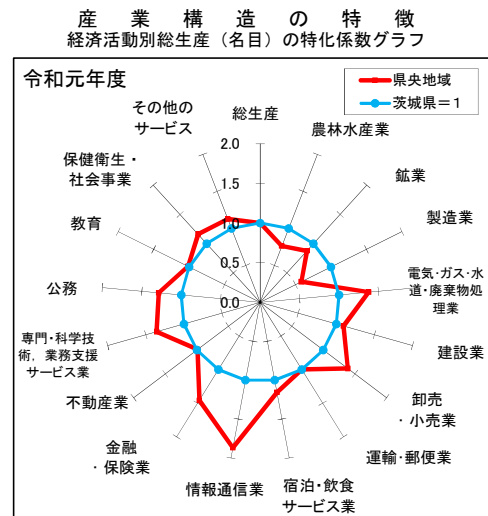 産業構造の特徴
経済活動別総生産（名目）の特化係数グラフ
令和元年度
県央地域
茨城県＝１
総生産
農林水産業
鉱業
製造業
電気・ガス・水
道・廃棄物処
理業
建設業
卸売
・小売業
運輸・郵便業
宿泊・飲食
サービス業
情報通信業
金融
・保険業
不動産業
専門・科学技
術，業務支援
サービス業
公務
教育
保健衛生・
社会事業
その他の
サービス
2.0
1.5
1.0
0.5
0.0